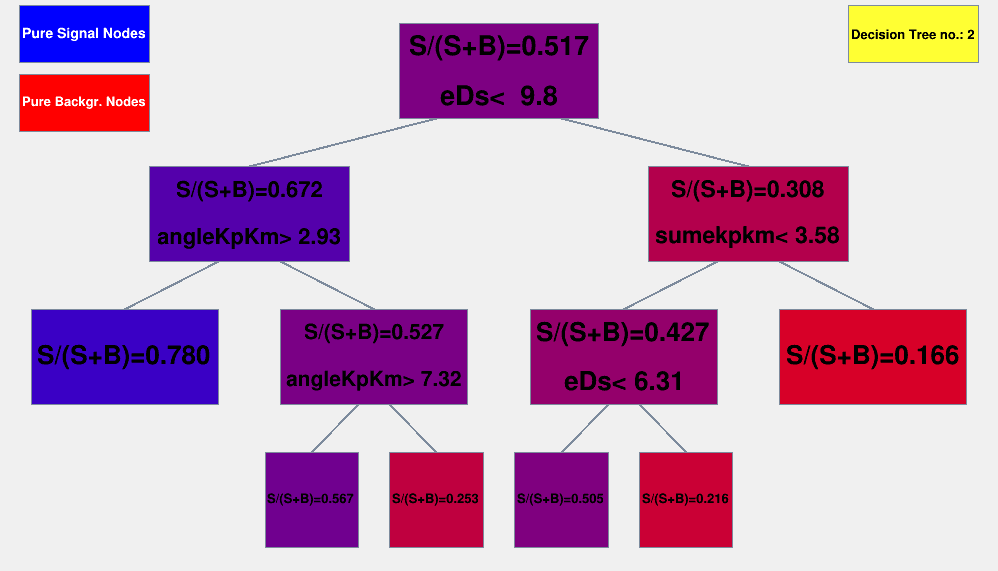 Pure Signal Nodes
Pure Backgr. Nodes
Decision Tree no.: 2
S/(S+B)=0.517
eDs< 9.8
S/(S+B)=0.672
angleKpKm> 2.93
S/(S+B)=0.308
sumekpkm< 3.58
S/(S+B)=0.780
S/(S+B)=0.527
angleKpKm> 7.32
S/(S+B)=0.427
eDs< 6.31
S/(S+B)=0.166
S/(S+B)=0.567
S/(S+B)=0.253
S/(S+B)=0.505
S/(S+B)=0.216